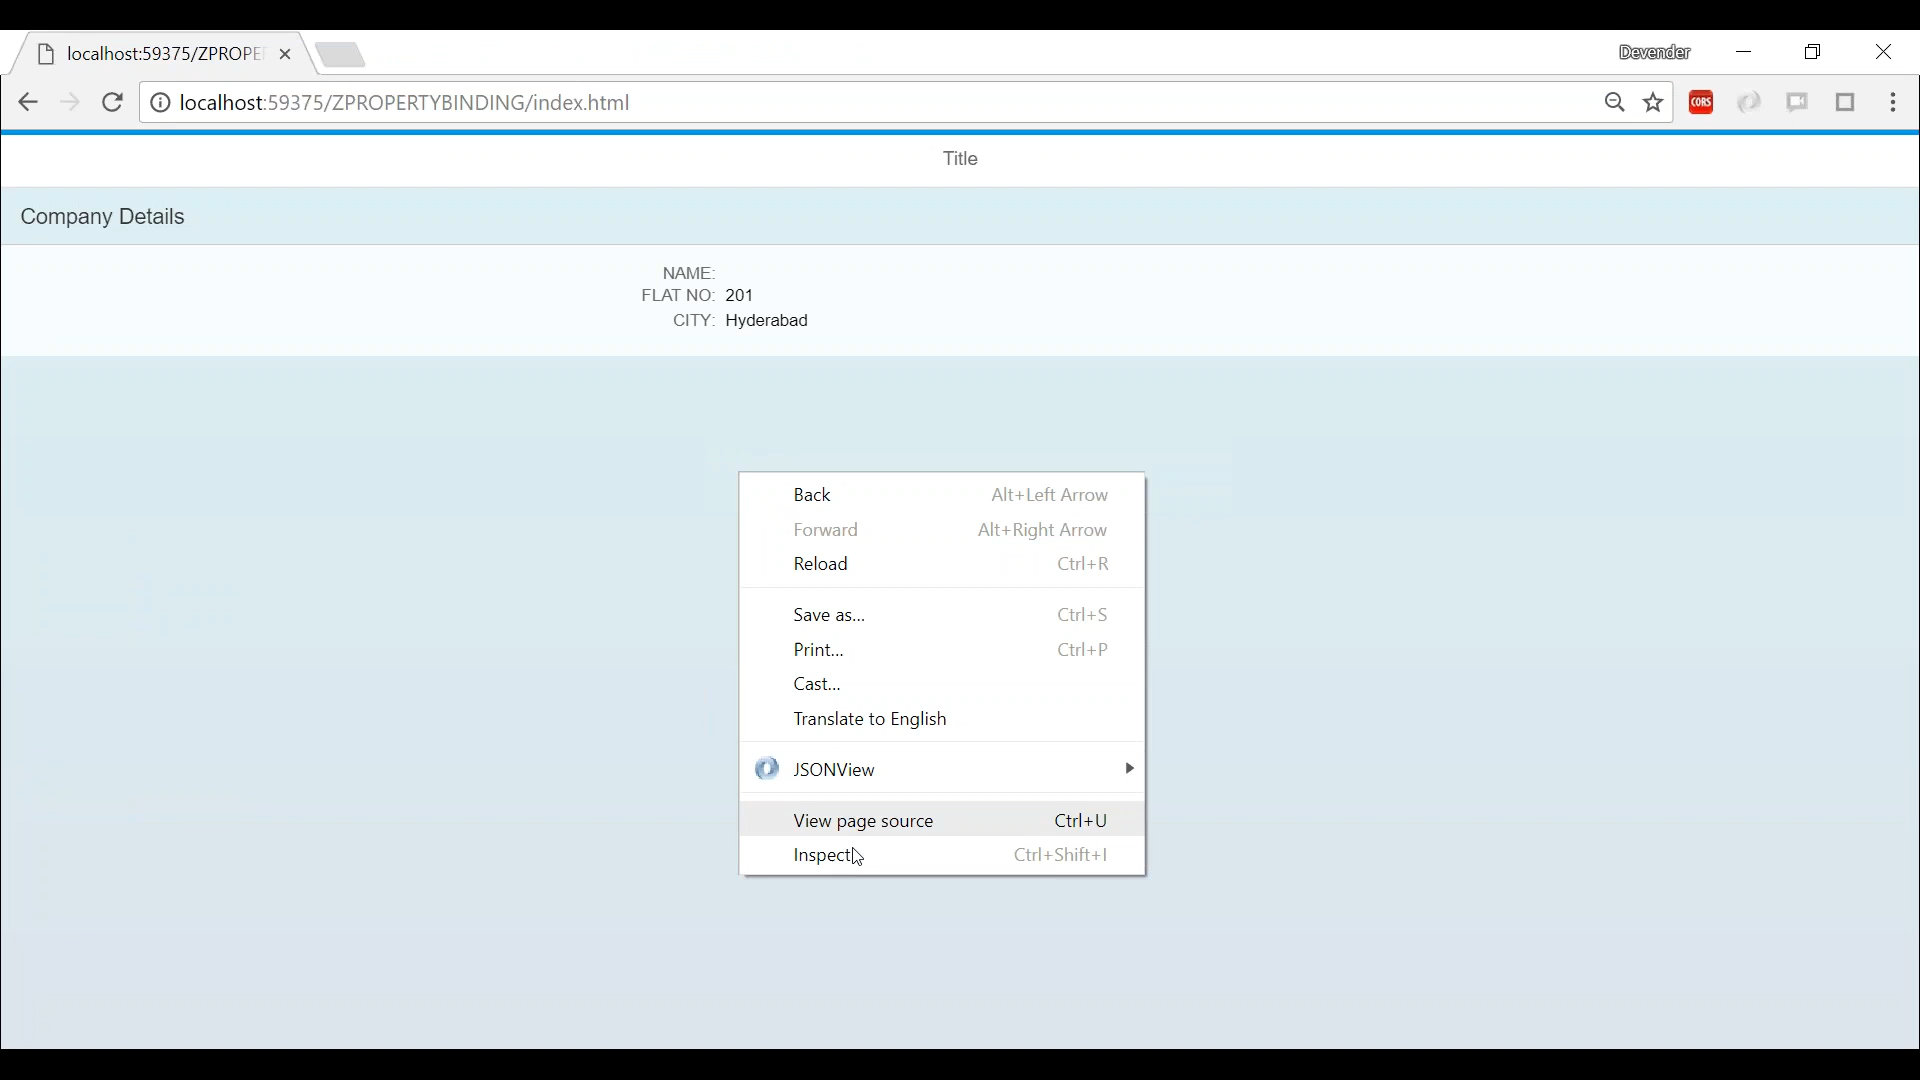 localhost:59375/ZPROPE
Devender
localhost:59375/ZPROPERTYBINDING/index.html
CORS
Title
Company Details
NAME:
FLAT NO: 201
CITY: Hyderabad
Back Alt+Left Arrow
Forward Alt+Right Arrow
Reload Ctrl+R
Save as... Ctrl+S
Print... Ctrl+P
Cast...
Translate to English
JSONView
View page source Ctrl+U
Inspect Ctrl+Shift+I